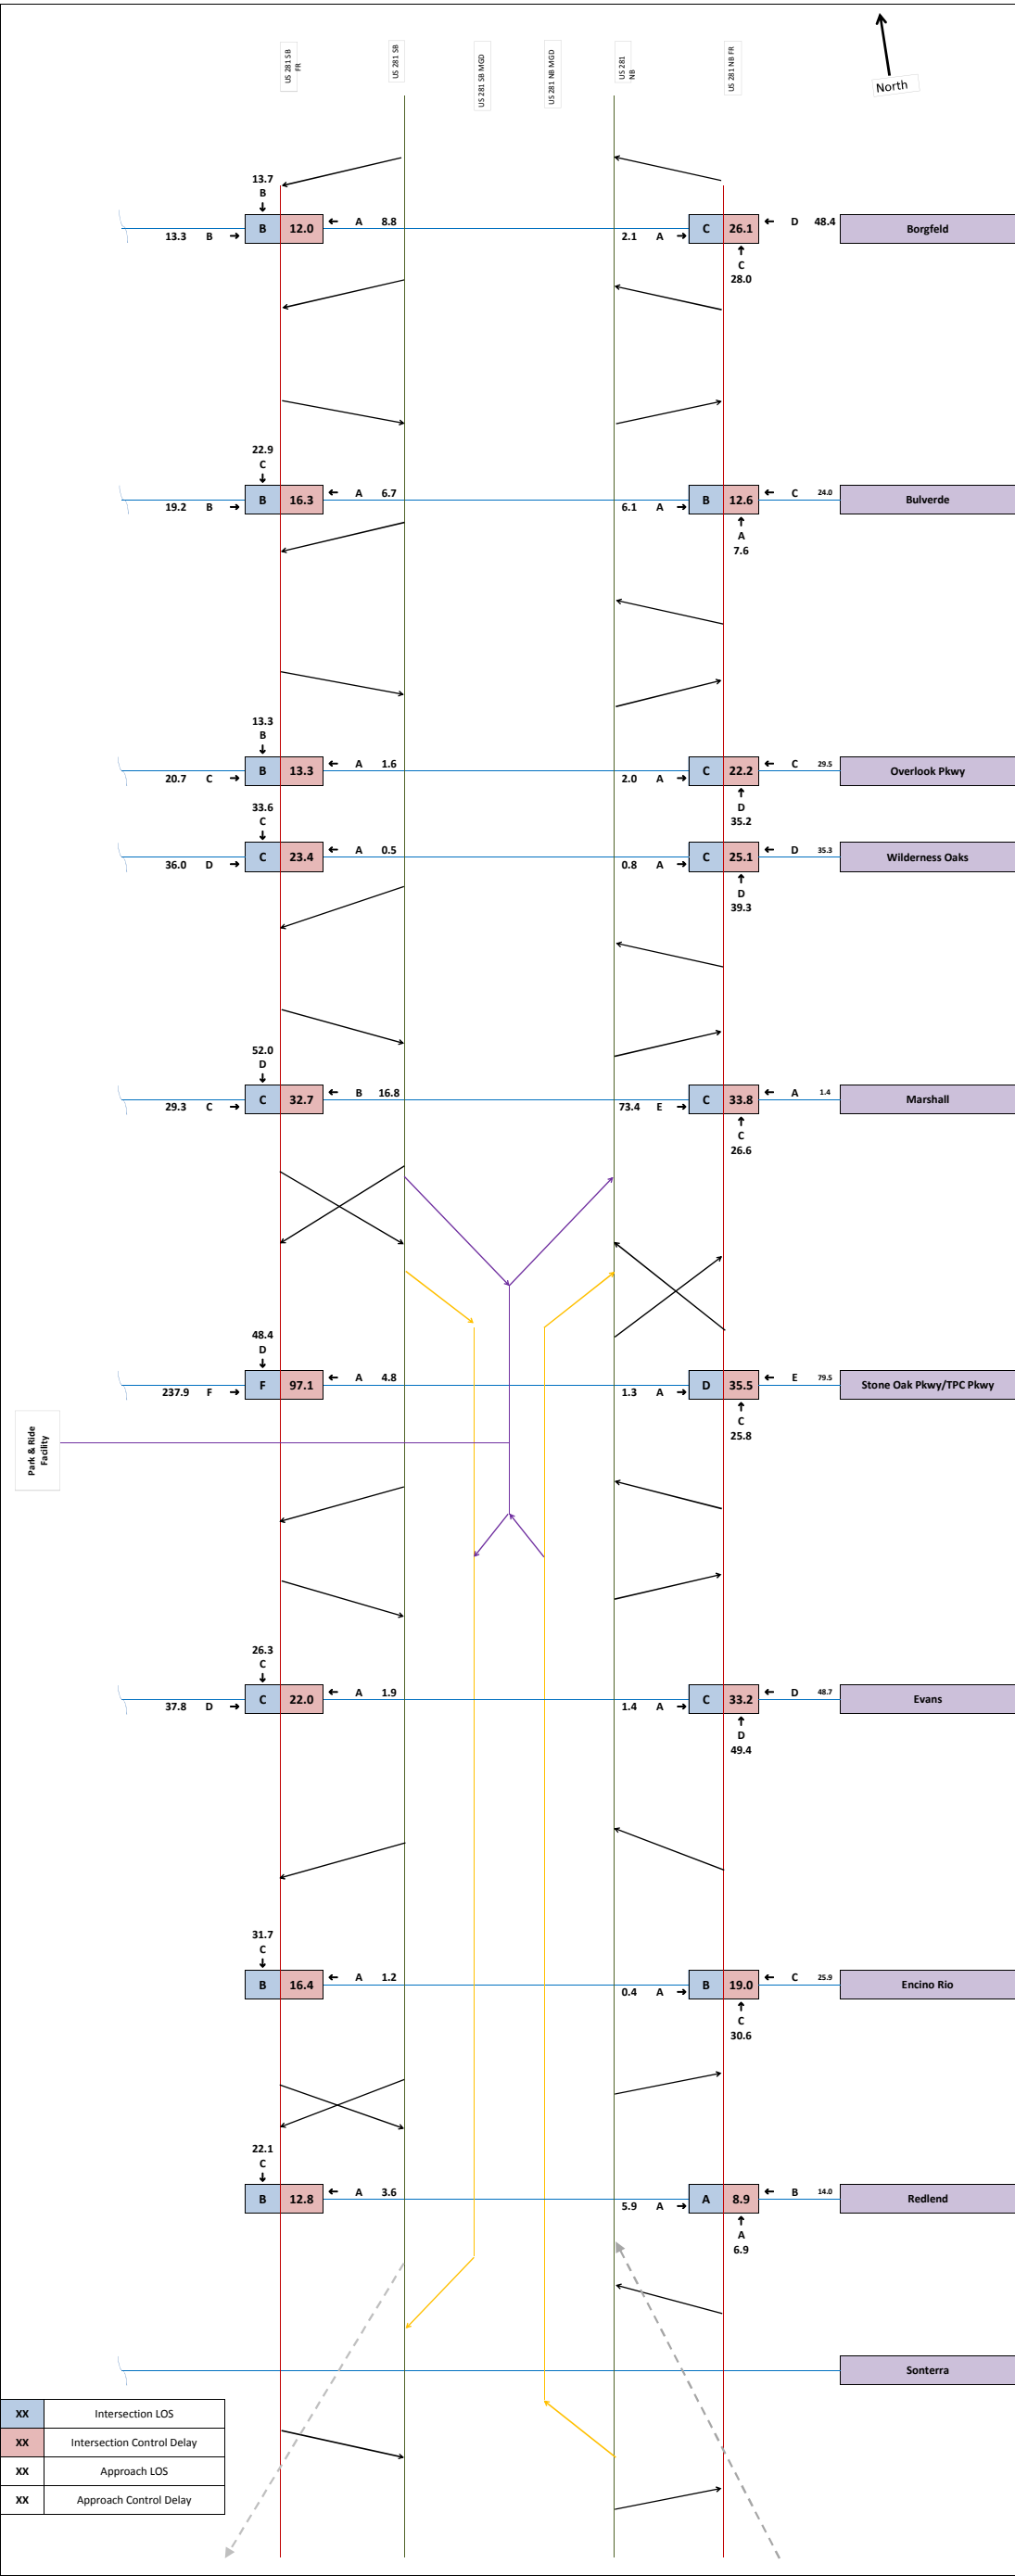 US 281 SB
FR
US 281 SB
US 281 SB MGD
US 281 NB MGD
US 281
NB
US 281 NB FR
North
13.7
B
B 12.0
A 8.8
13.3 B
2.1 A
C 26.1
D 48.4
C
28.0
Borgfeld
22.9
C
B 16.3
A 6.7
19.2 B
6.1 A
B 12.6
C 24.0
A
7.6
Bulverde
13.3
B
B 13.3
A 1.6
20.7 C
2.0 A
C 22.2
C 29.5
D
35.2
Overlook Pkwy
33.6
C
C 23.4
A 0.5
36.0 D
0.8 A
C 25.1
D 35.3
D
39.3
Wilderness Oaks
52.0
D
C 32.7
B 16.8
29.3 C
73.4 E
C 33.8
A 1.4
C
26.6
Marshall
48.4
D
F 97.1
A 4.8
237.9 F
1.3 A
D 35.5
E 79.5
C
25.8
Stone Oak Pkwy/TPC Pkwy
Park & Ride
Facility
26.3
C
C 22.0
A 1.9
37.8 D
1.4 A
C 33.2
D 48.7
D
49.4
Evans
31.7
C
B 16.4
A 1.2
0.4 A
B 19.0
C 25.9
C
30.6
Encino Rio
22.1
C
B 12.8
A 3.6
5.9 A
A 8.9
B 14.0
A
6.9
Redlend
Sonterra
XX Intersection LOS
XX Intersection Control Delay
XX Approach LOS
XX Approach Control Delay